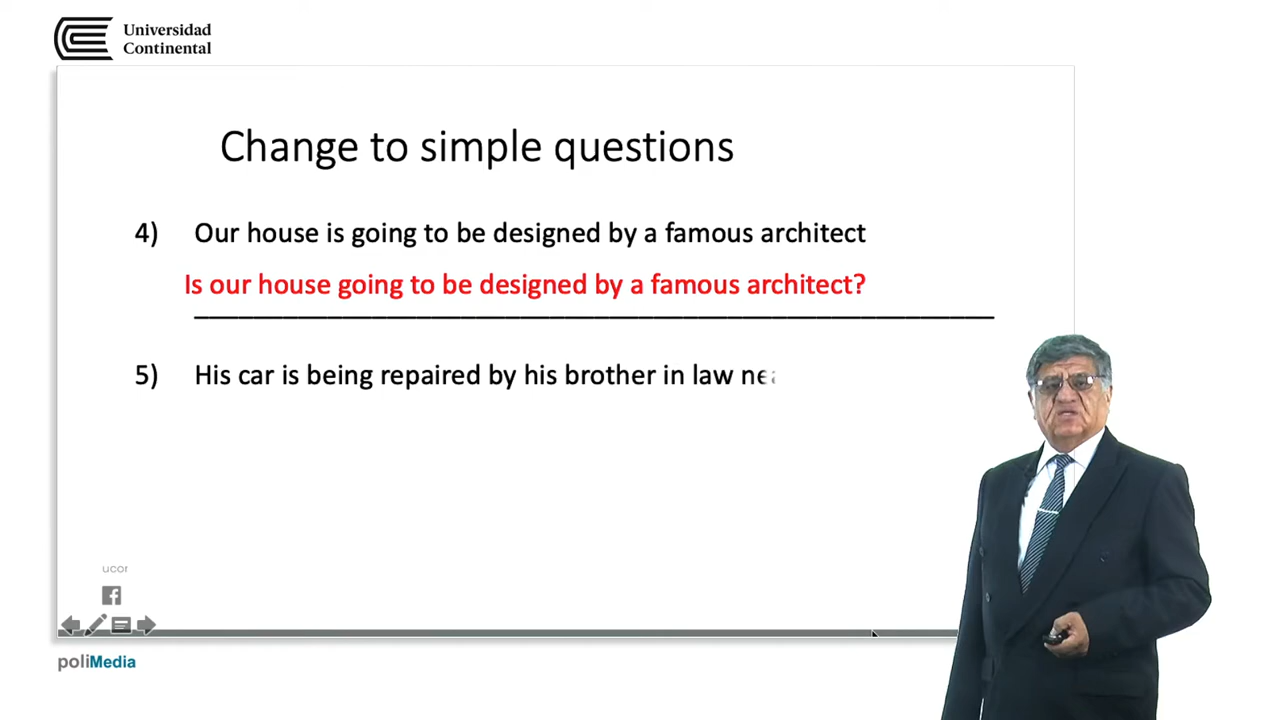 Universidad
Continental
Change to simple questions
4) Our house is going to be designed by a famous architect
Is our house going to be designed by a famous architect?
5) His car is being repaired by his brother in law
ucor
poliMedia